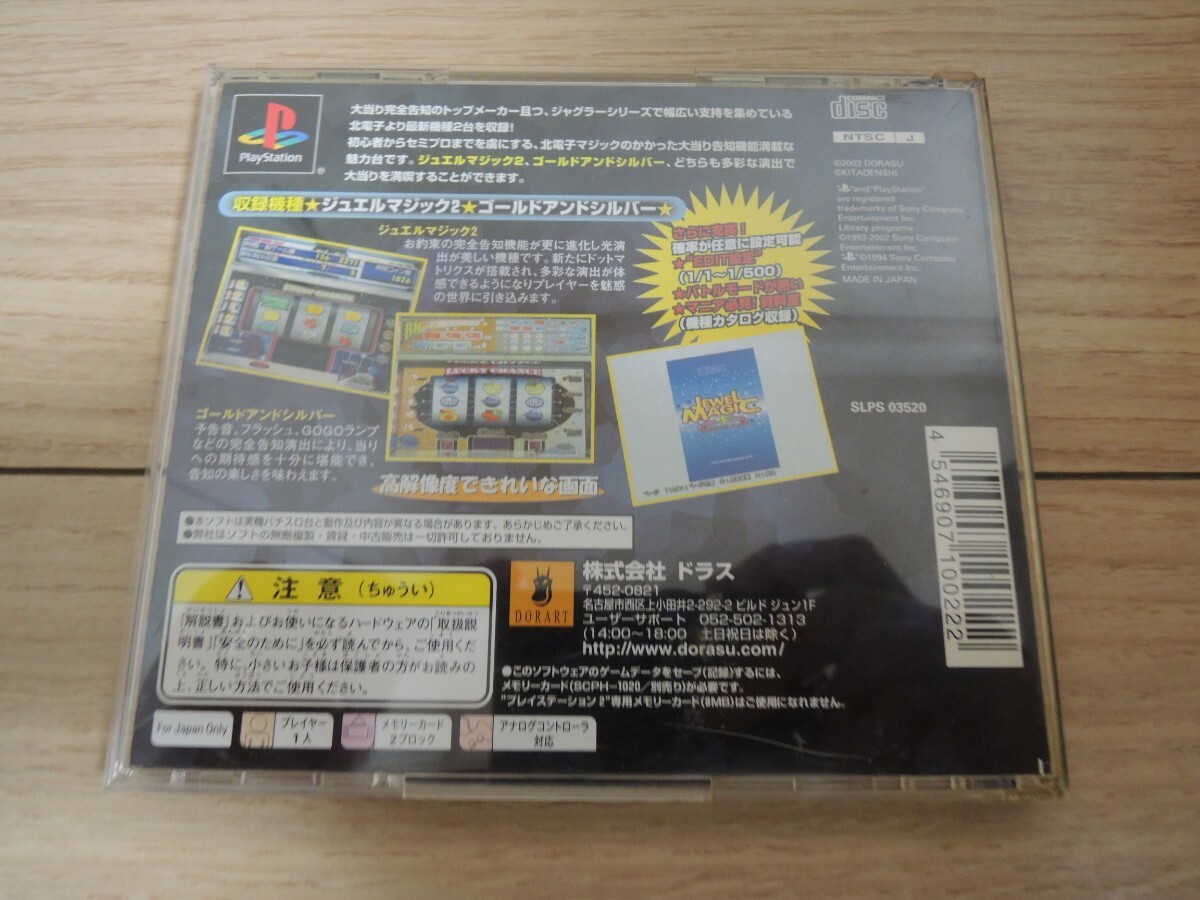 PlayStation
大当り完全告知のトップメーカー且つ、ジャグラーシリーズで幅広い支持を集めている
北電子より最新機種2台を収録!
初心者からセミプロまでを虜にする、北電子マジックのかかった大当り告知機能満載な
魅力台です。ジュエルマジック2、ゴールドアンドシルバー、どちらも多彩な演出で
大当りを満喫することができます。
COMPACT
disc
NTSC J
©2003 DORASU
©KITADENSHI
"PS"and "PlayStation"
are registered
trademarks of Sony Computer
Entertainment Inc.
Library programs
©1993-2002 Sony Computer
Entertainment Inc.
"PS"©1994 Sony Computer
Entertainment Inc.
MADE IN JAPAN
収録機種★ジュエルマジック2★ゴールドアンドシルバー★
ジュエルマジック2
お約束の完全告知機能が更に進化し光演
出が美しい機種です。新たにドットマ
トリクスが搭載され、多彩な演出が体
感できるようになりプレイヤーを魅惑
の世界に引き込みます。
さらに充実!
確率が任意に設定可能
★"EDIT設定"
(1/1~1/500)
★バトルモードが熱い
★マニア必見!資料室
(機種カタログ収録)
BIG
LUCKY CHANCE
JEWEL
MAGIC
ゴールドアンドシルバー
予告音、フラッシュ、GOGOランプ
などの完全告知演出により、当り
への期待感を十分に堪能でき、
告知の楽しさを味わえます。
高解像度できれいな画面
SLPS 03520
4 546907 100222
●本ソフトは実機パチスロ台と動作及び内容が異なる場合があります。あらかじめご了承ください。
●弊社はソフトの無断複製・賃貸・中古販売は一切許可しておりません。
注意(ちゅうい)
「解説書」およびお使いになるハードウェアの「取扱説
明書」「安全のために」を必ず読んでから、ご使用くだ
さい。特に、小さいお子様は保護者の方がお読みの
上、正しい方法でご使用ください。
DORART
株式会社 ドラス
〒452-0821
名古屋市西区上小田井2-292-2 ビルド ジュン1F
ユーザーサポート 052-502-1313
(14:00~18:00 土日祝日は除く)
http://www.dorasu.com/
●このソフトウェアのゲームデータをセーブ(記録)するには、
メモリーカード(SCPH-1020/別売り)が必要です。
"プレイステーション 2"専用メモリーカード(8MB)はご使用になれません。
For Japan Only
プレイヤー
1人
メモリーカード
2ブロック
アナログコントローラ
対応